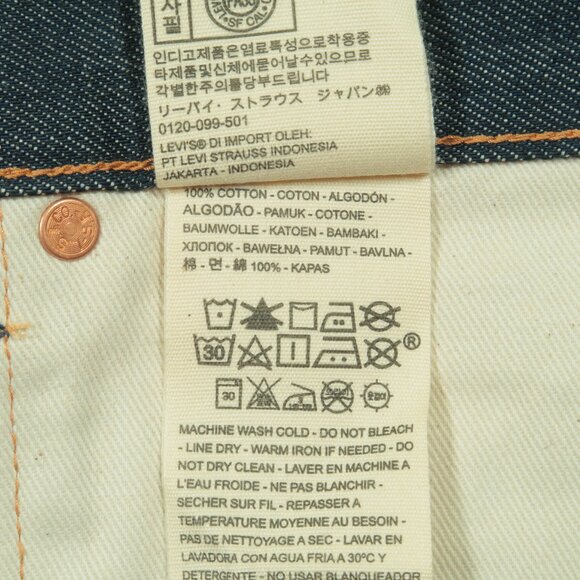 사
필
PASS
SF CAL
인디고제품은염료특성으로착용중
타제품및신체에묻어날수있으니
각별한주의를당부드립니다
リーバイ・ストラウス ジャパン㈱
0120-099-501
LEVI'S® DI IMPORT OLEH:
PT LEVI STRAUSS INDONESIA
JAKARTA - INDONESIA
100% COTTON - COTON - ALGODÓN -
ALGODÃO - PAMUK - COTONE -
BAUMWOLLE - KATOEN - BAMBAKI -
ХЛОПОК - BAWEŁNA - PAMUT - BAVLNA -
棉 - 면 - 綿 100% - KAPAS
30
®
30
MACHINE WASH COLD - DO NOT BLEACH
- LINE DRY - WARM IRON IF NEEDED - DO
NOT DRY CLEAN - LAVER EN MACHINE A
L'EAU FROIDE - NE PAS BLANCHIR -
SECHER SUR FIL - REPASSER A
TEMPERATURE MOYENNE AU BESOIN -
PAS DE NETTOYAGE A SEC - LAVAR EN
LAVADORA CON AGUA FRIA A 30ºC Y
DETERGENTE - NO USAR BLANQUEADOR